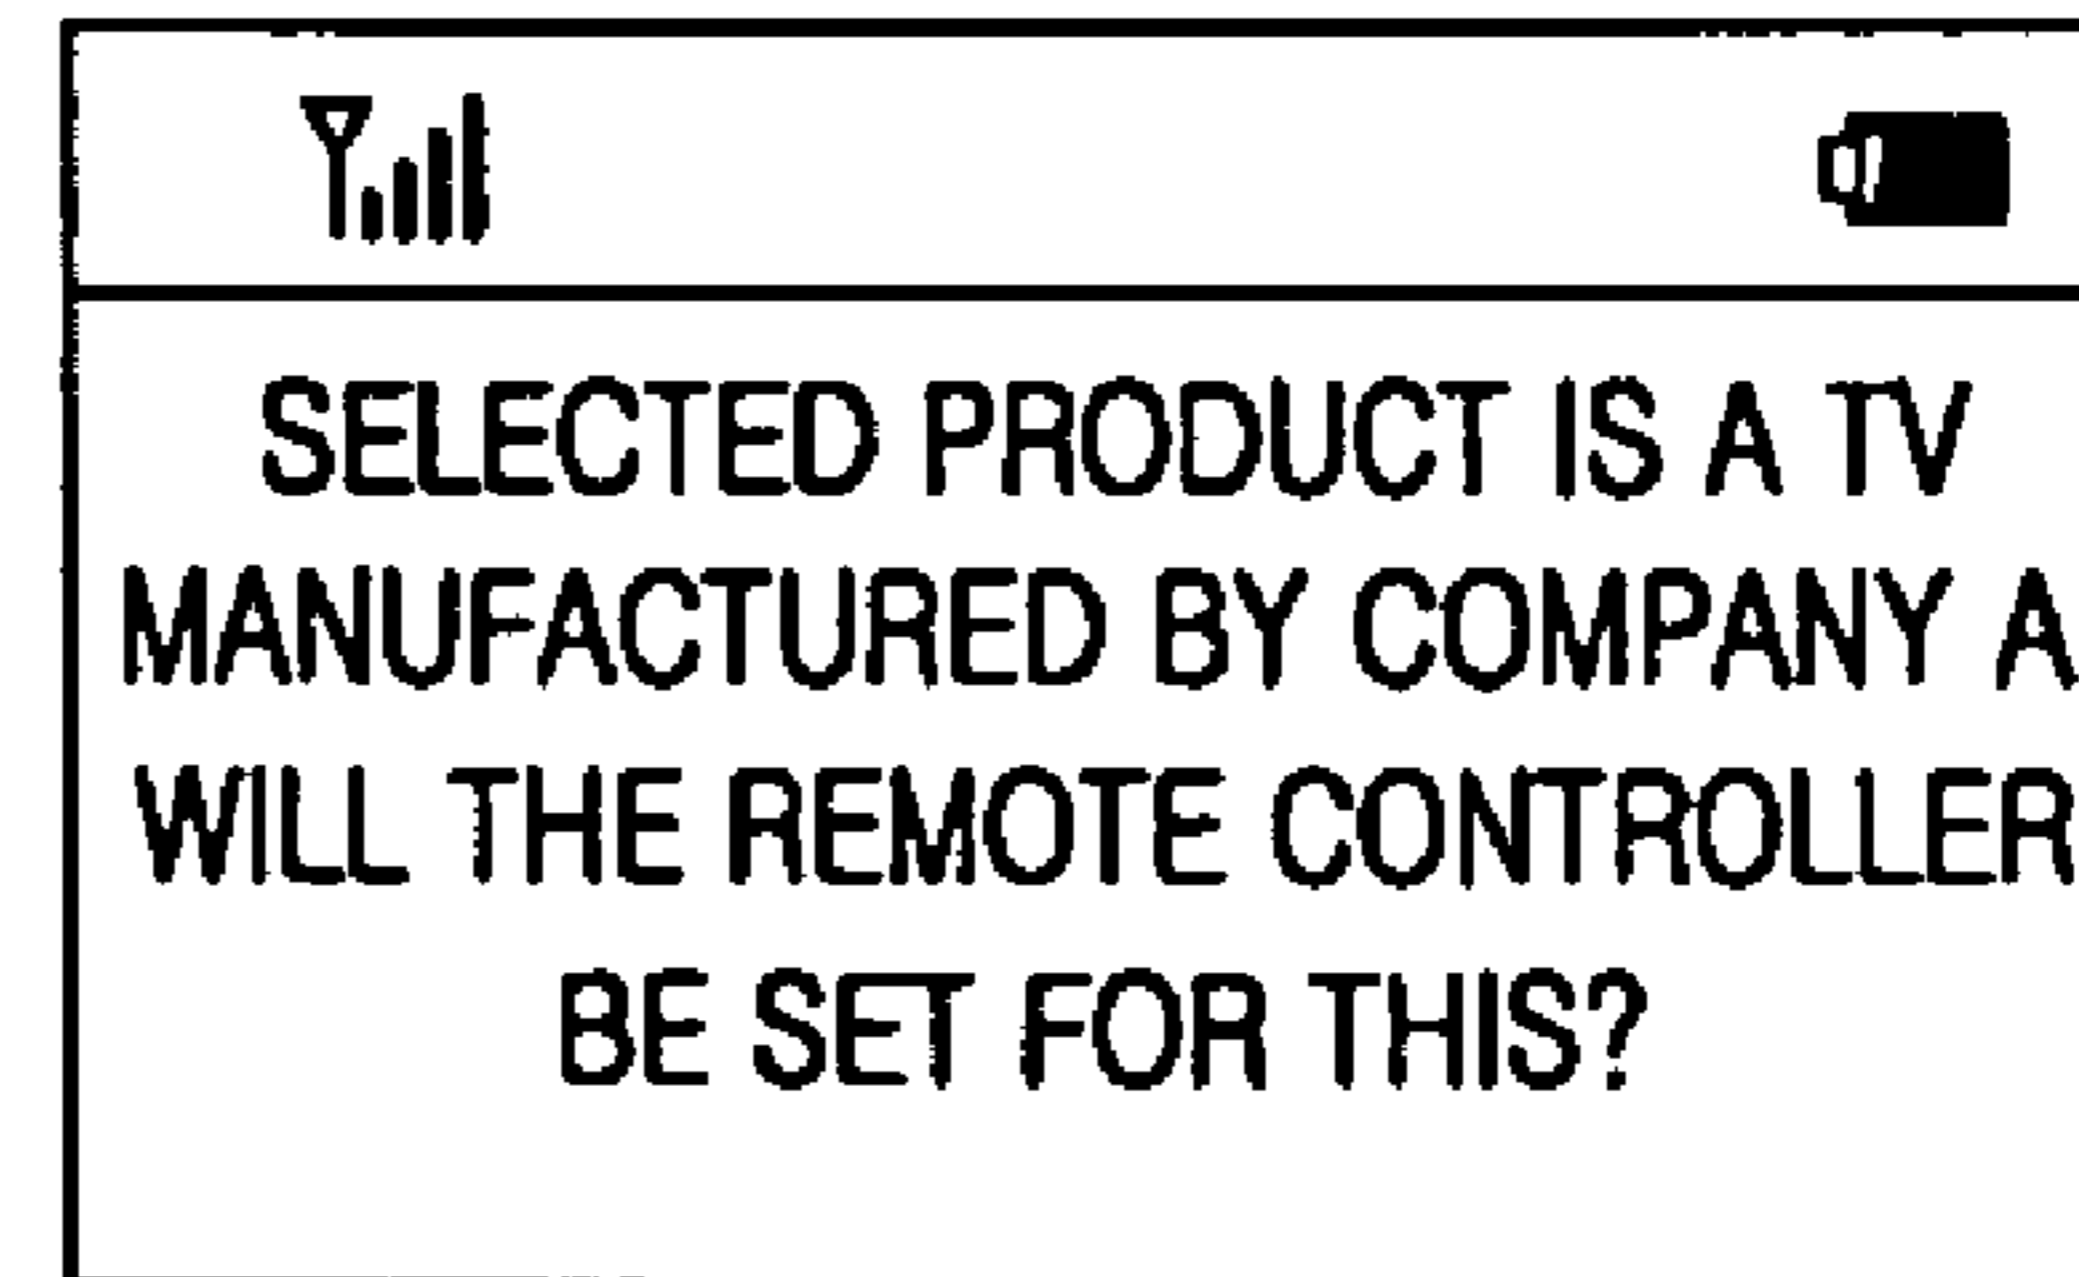 SELECTED PRODUCT IS A TV
MANUFACTURED BY COMPANY A
WILL THE REMOTE CONTROLLER
BE SET FOR THIS?